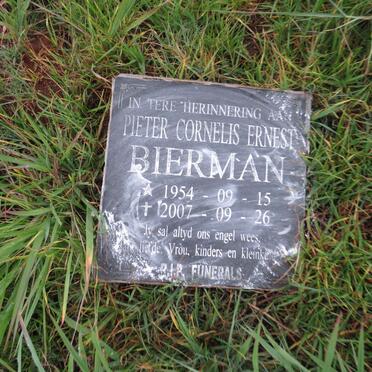 IN TERE HERINNERING AAN
PIETER CORNELIS ERNEST
BIERMAN
★ 1954 - 09 - 15
✝ 2007 - 09 - 26
Jy sal altyd ons engel wees
liefde. Vrou, kinders en kleinke
R.I.P. FUNERALS